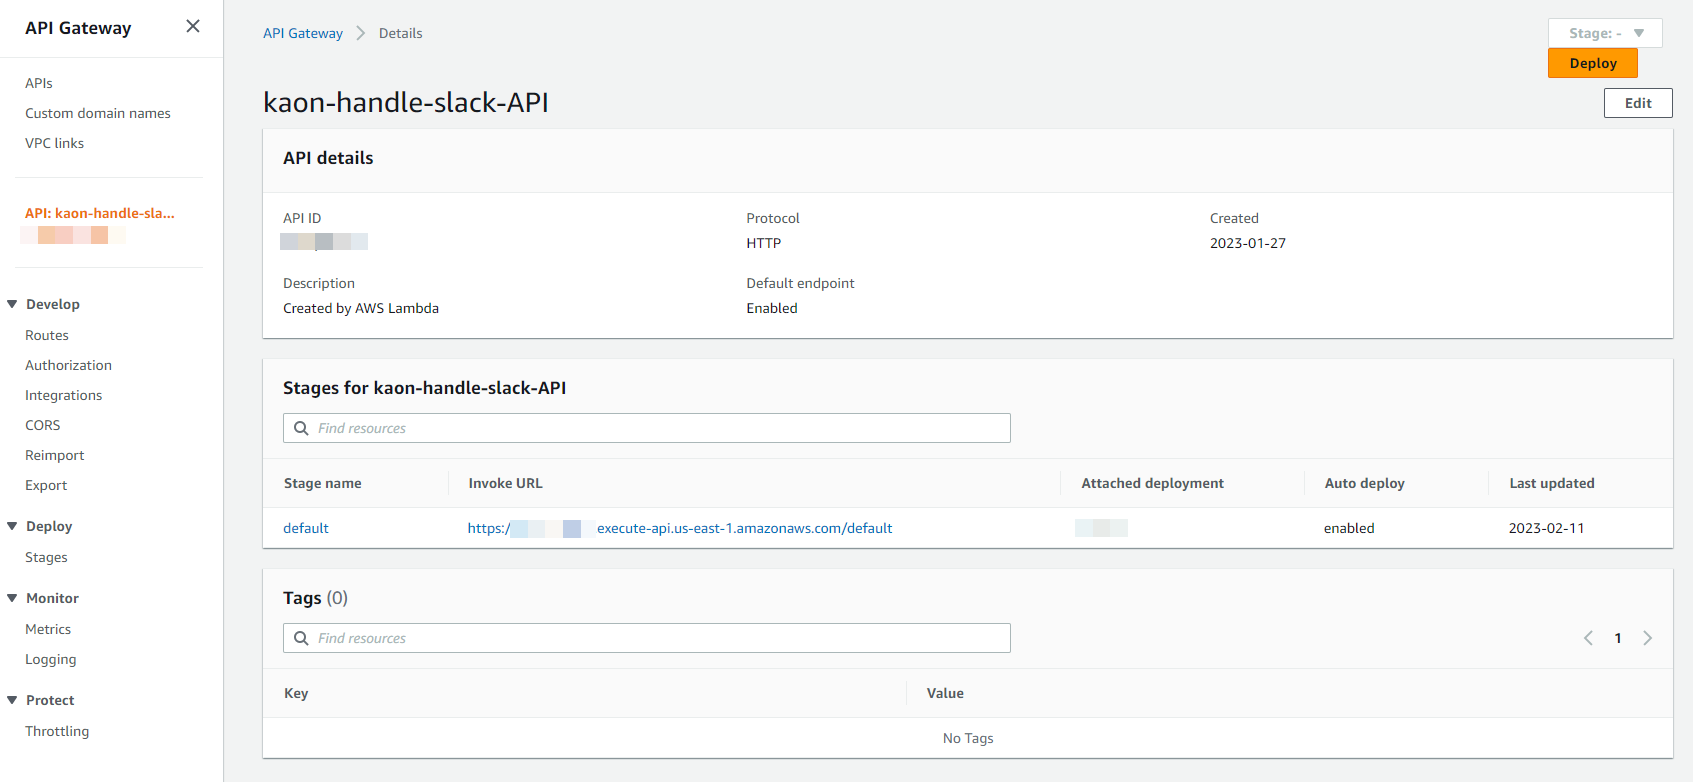 API Gateway
APIs
Custom domain names
VPC links
API: kaon-handle-sla...
Develop
Routes
Authorization
Integrations
CORS
Reimport
Export
Deploy
Stages
Monitor
Metrics
Logging
Protect
Throttling
API Gateway > Details
Stage: -
Deploy
kaon-handle-slack-API
Edit
API details
API ID
Protocol
HTTP
Created
2023-01-27
Description
Created by AWS Lambda
Default endpoint
Enabled
Stages for kaon-handle-slack-API
Find resources
Stage name Invoke URL Attached deployment Auto deploy Last updated
default https:/ execute-api.us-east-1.amazonaws.com/default enabled 2023-02-11
Tags (0)
Find resources
1
Key Value
No Tags